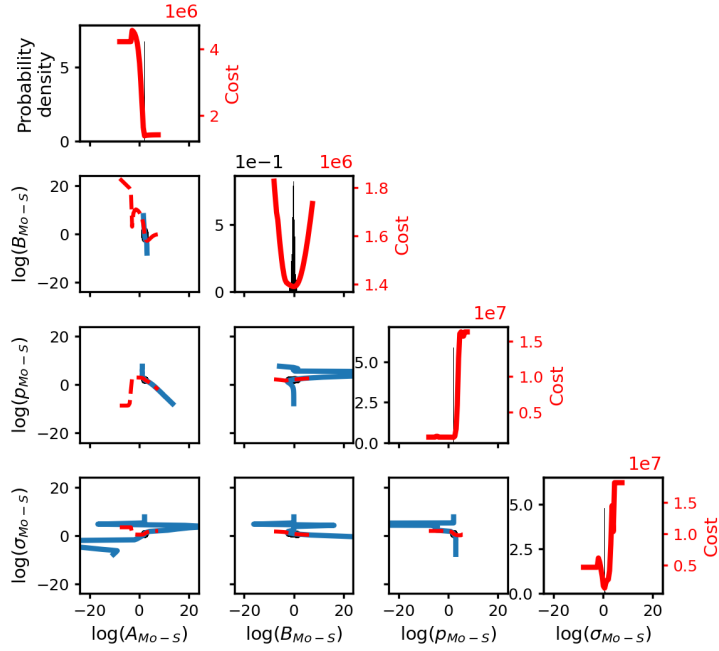 1e6
Probability
density
5
0
4
2
Cost
−20 0 20
1e−1
1e6
log(B_{Mo−S})
20
0
−20
5
0
1.8
1.6
1.4
Cost
1e7
log(p_{Mo−S})
20
0
−20
5.0
2.5
0.0
1.5
1.0
0.5
Cost
1e7
log(σ_{Mo−S})
20
0
−20
5.0
2.5
0.0
1.5
1.0
0.5
Cost
−20 0 20
−20 0 20
−20 0 20
−20 0 20
log(A_{Mo−S})
log(B_{Mo−S})
log(p_{Mo−S})
log(σ_{Mo−S})